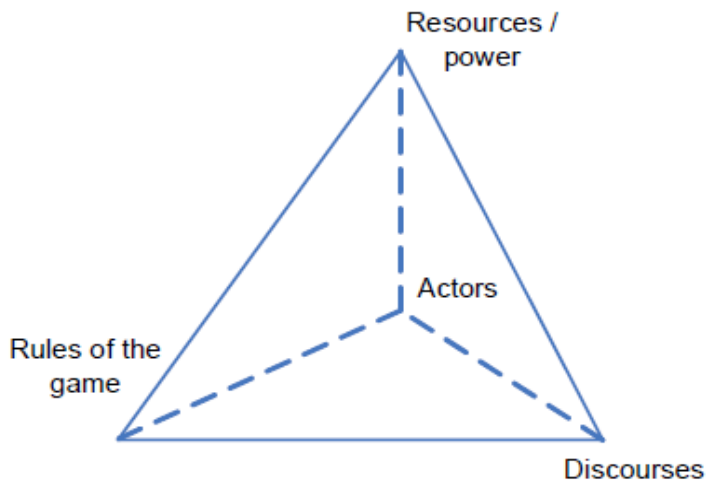 Resources /
power
Actors
Rules of the
game
Discourses